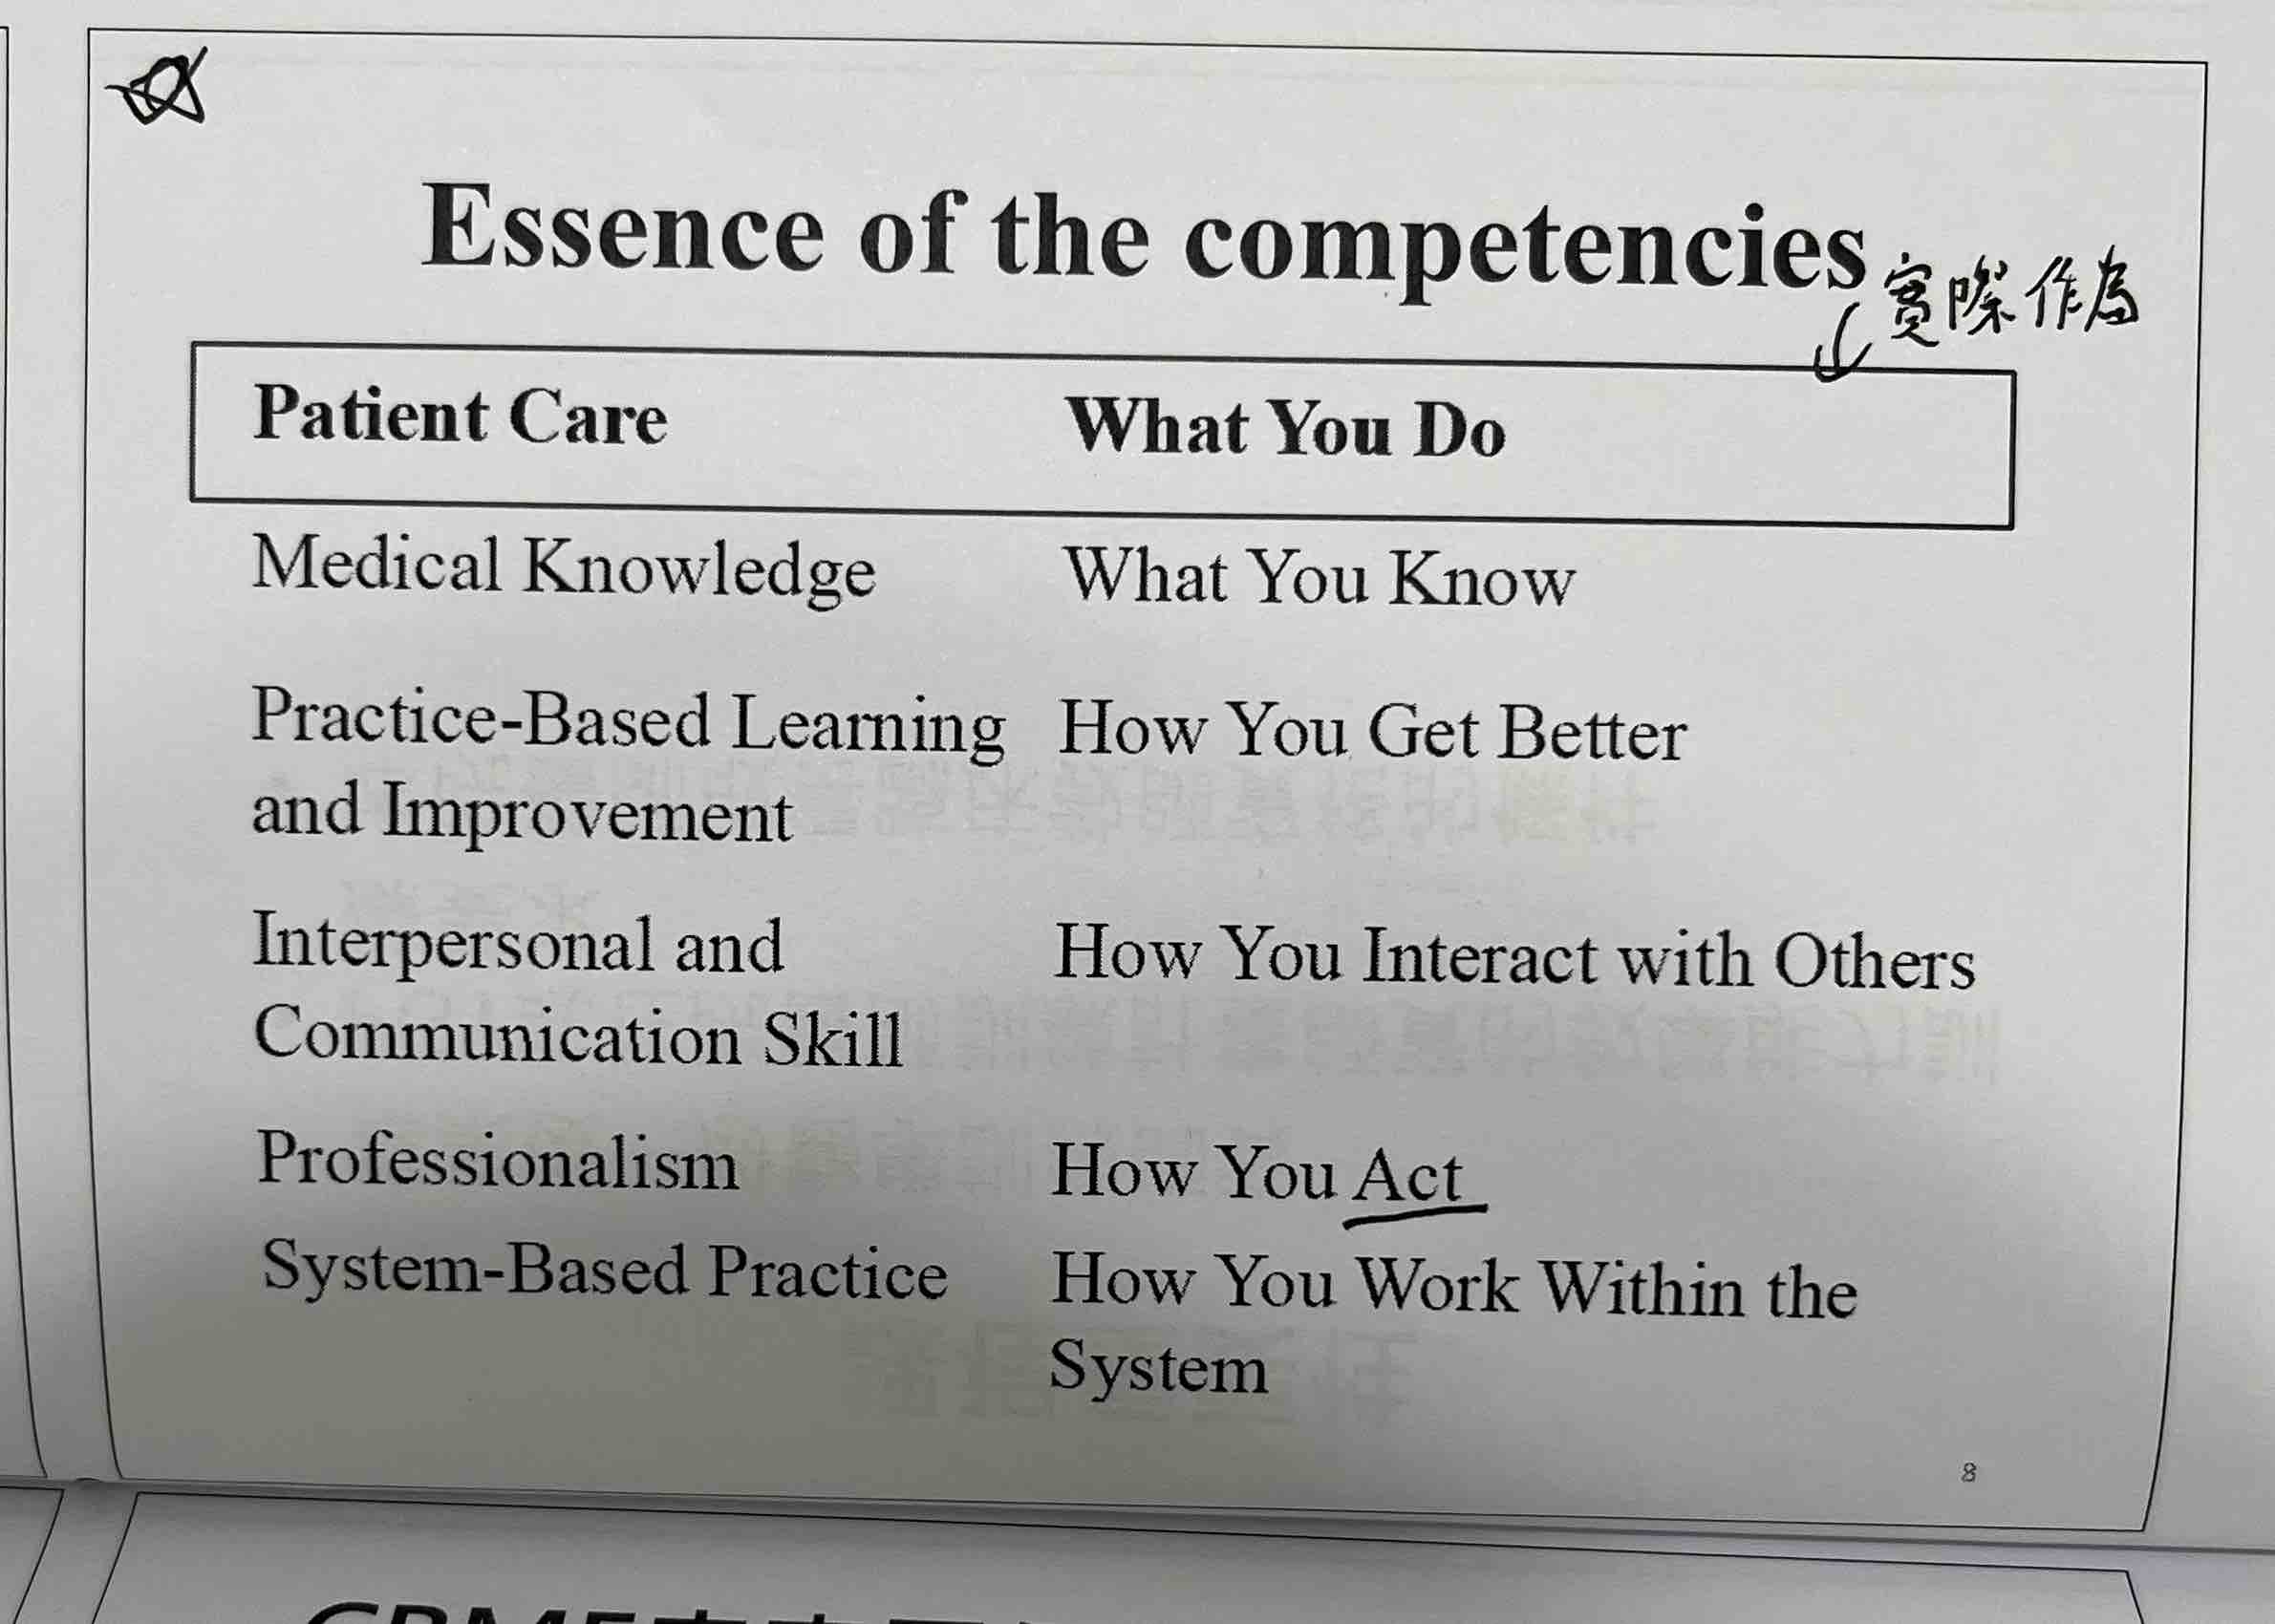 Essence of the competencies
實際作為
Patient Care What You Do
Medical Knowledge What You Know
Practice-Based Learning How You Get Better
and Improvement
Interpersonal and How You Interact with Others
Communication Skill
Professionalism How You Act
System-Based Practice How You Work Within the
System
8